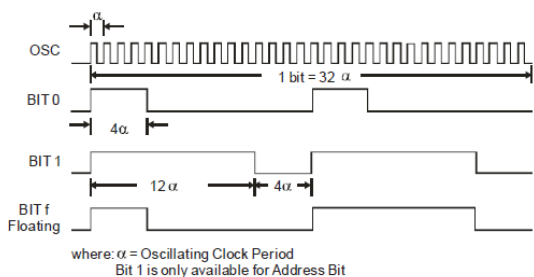 α
OSC
1 bit = 32 α
BIT 0
4α
BIT 1
12 α
4α
BIT f
Floating
where: α = Oscillating Clock Period
Bit 1 is only available for Address Bit